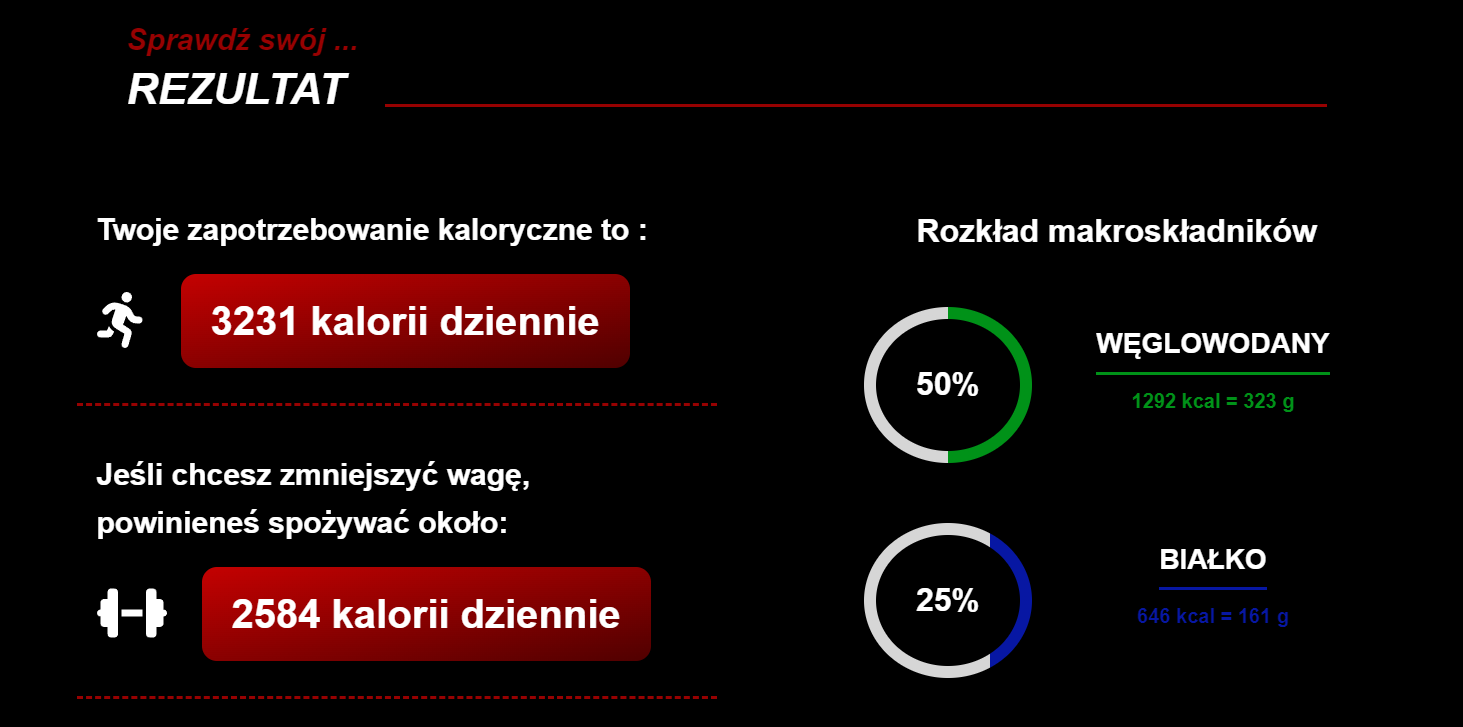 Sprawdź swój ...
REZULTAT
Twoje zapotrzebowanie kaloryczne to :
3231 kalorii dziennie
Jeśli chcesz zmniejszyć wagę,
powinieneś spożywać około:
2584 kalorii dziennie
Rozkład makroskładników
50%
WĘGLOWODANY
1292 kcal = 323 g
25%
BIAŁKO
646 kcal = 161 g